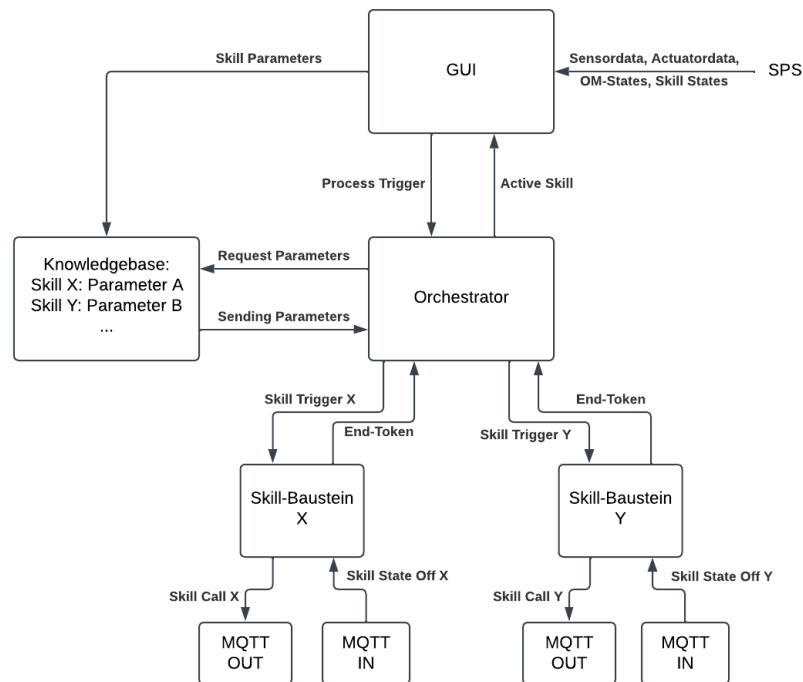 GUI
Skill Parameters
Sensordata, Actuatordata,
OM-States, Skill States
SPS
Process Trigger
Active Skill
Knowledgebase:
Skill X: Parameter A
Skill Y: Parameter B
...
Request Parameters
Sending Parameters
Orchestrator
Skill Trigger X
End-Token
Skill Trigger Y
End-Token
Skill-Baustein
X
Skill-Baustein
Y
Skill Call X
Skill State Off X
Skill Call Y
Skill State Off Y
MQTT
OUT
MQTT
IN
MQTT
OUT
MQTT
IN